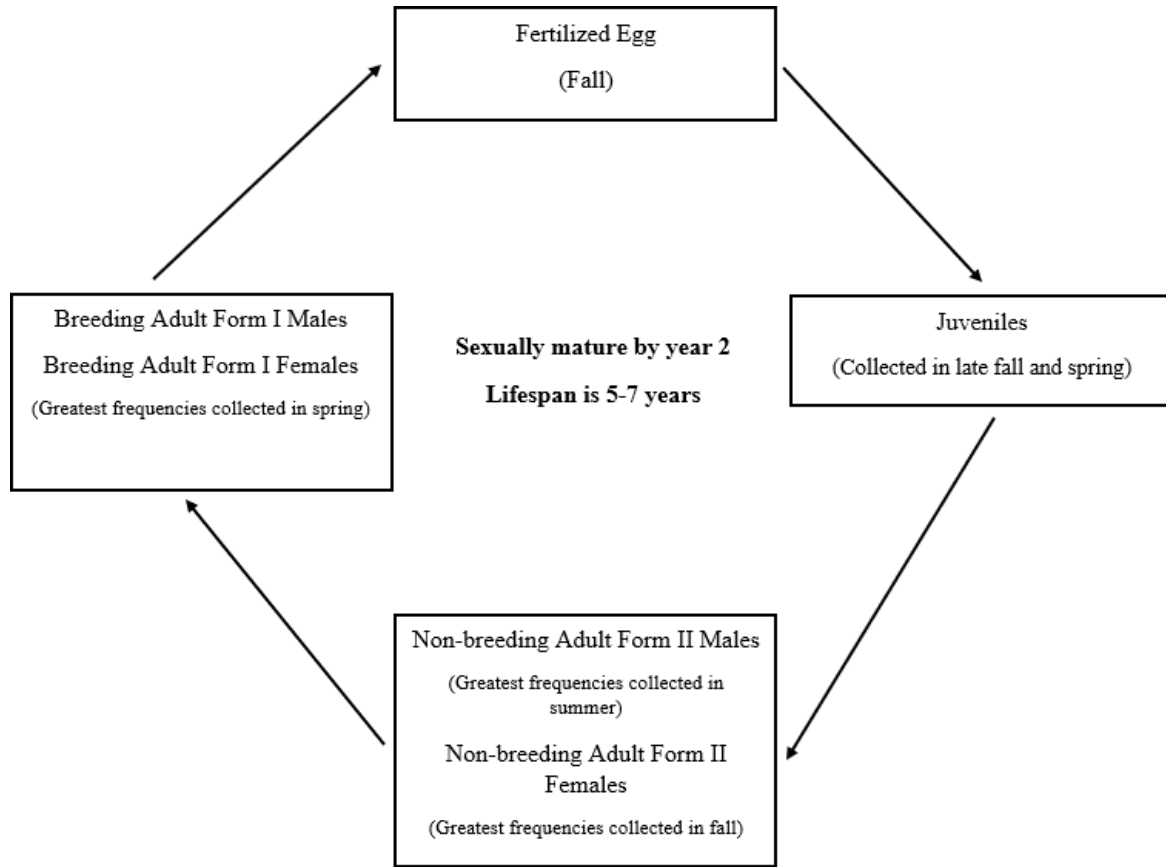 Fertilized Egg
(Fall)
Breeding Adult Form I Males
Breeding Adult Form I Females
(Greatest frequencies collected in spring)
Sexually mature by year 2
Lifespan is 5-7 years
Juveniles
(Collected in late fall and spring)
Non-breeding Adult Form II Males
(Greatest frequencies collected in
summer)
Non-breeding Adult Form II
Females
(Greatest frequencies collected in fall)